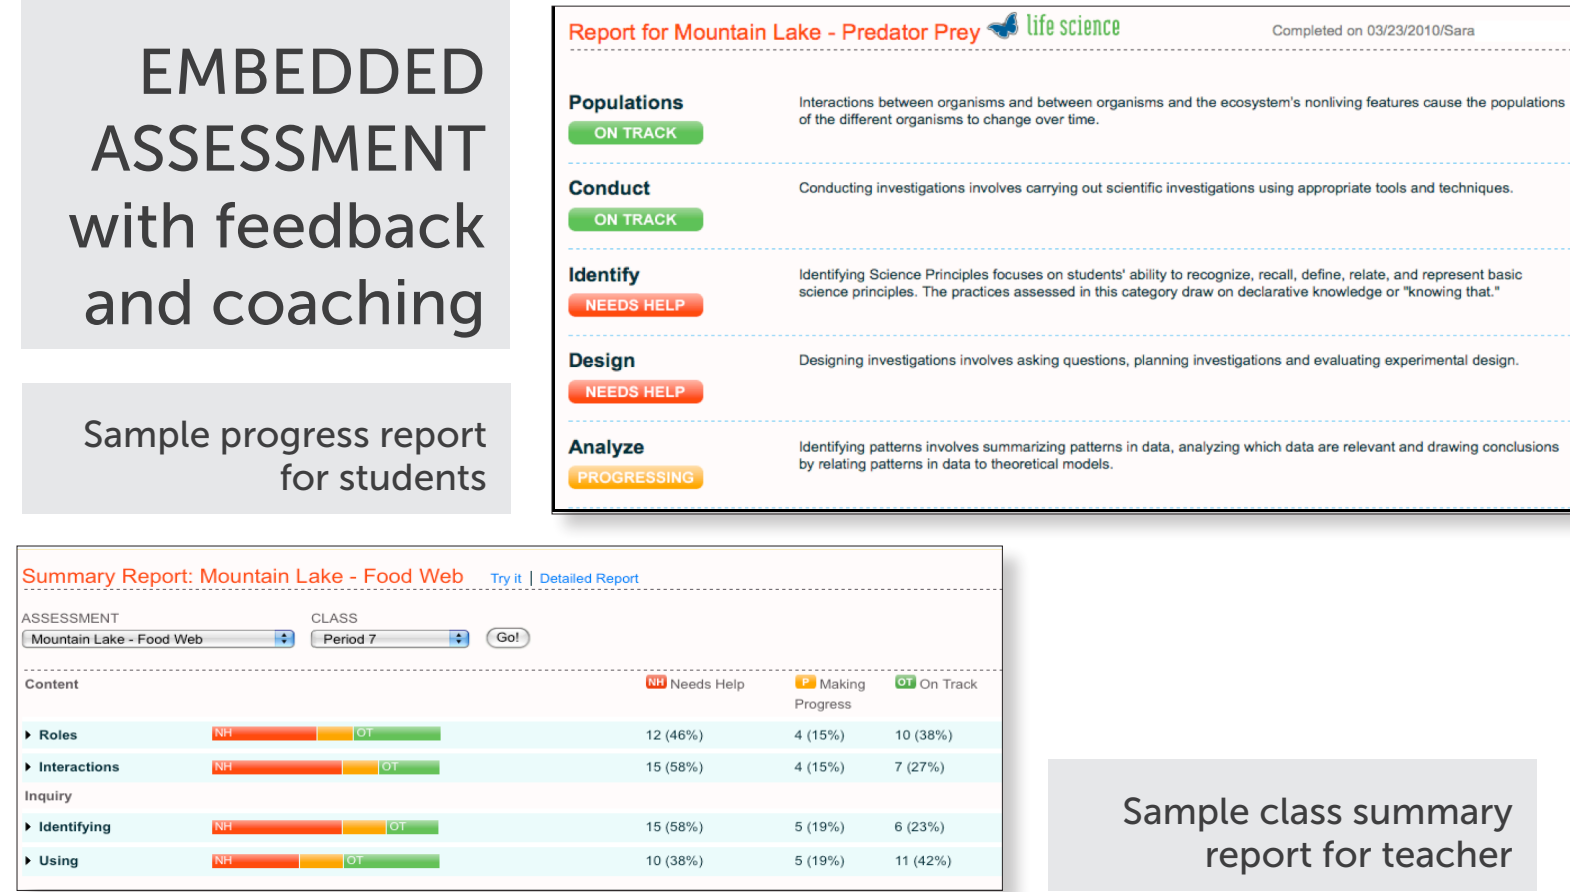 EMBEDDED
ASSESSMENT
with feedback
and coaching
Sample progress report
for students
Report for Mountain Lake - Predator Prey life science Completed on 03/23/2010/Sara
Populations
ON TRACK
Interactions between organisms and between organisms and the ecosystem's nonliving features cause the populations
of the different organisms to change over time.
Conduct
ON TRACK
Conducting investigations involves carrying out scientific investigations using appropriate tools and techniques.
Identify
NEEDS HELP
Identifying Science Principles focuses on students' ability to recognize, recall, define, relate, and represent basic
science principles. The practices assessed in this category draw on declarative knowledge or "knowing that."
Design
NEEDS HELP
Designing investigations involves asking questions, planning investigations and evaluating experimental design.
Analyze
PROGRESSING
Identifying patterns involves summarizing patterns in data, analyzing which data are relevant and drawing conclusions
by relating patterns in data to theoretical models.
Summary Report: Mountain Lake - Food Web Try it | Detailed Report
ASSESSMENT CLASS
Mountain Lake - Food Web Period 7 Go!
Content NH Needs Help P Making OT On Track
Progress
Roles NH OT 12 (46%) 4 (15%) 10 (38%)
Interactions NH OT 15 (58%) 4 (15%) 7 (27%)
Inquiry
Identifying NH OT 15 (58%) 5 (19%) 6 (23%)
Using NH OT 10 (38%) 5 (19%) 11 (42%)
Sample class summary
report for teacher